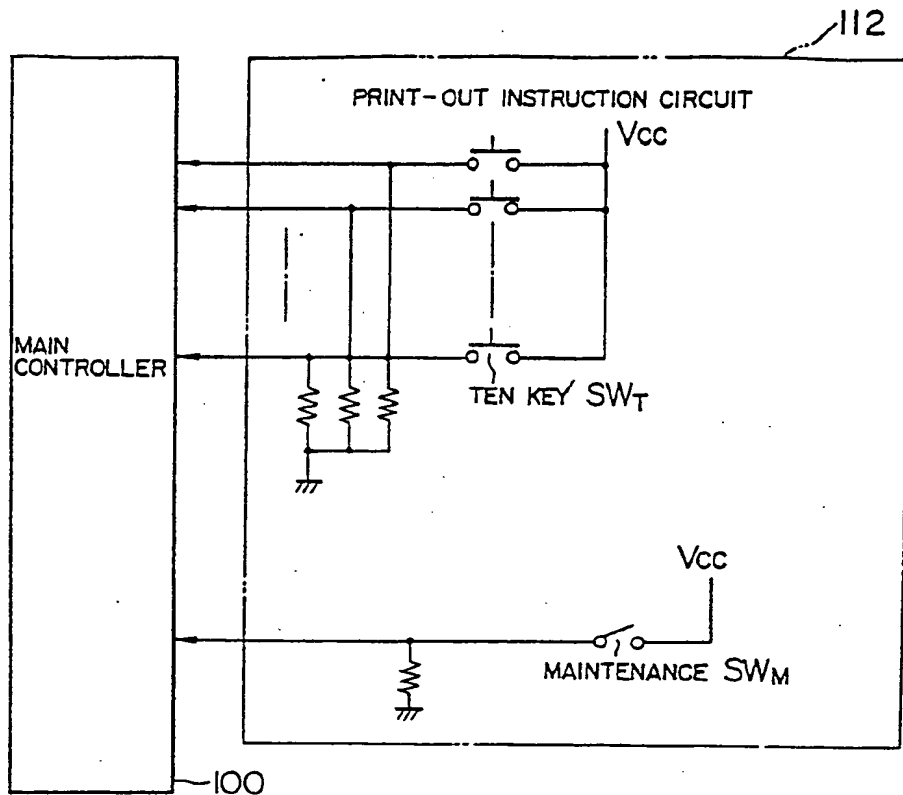 112
PRINT-OUT INSTRUCTION CIRCUIT
Vcc
MAIN
CONTROLLER
TEN KEY SWT
Vcc
MAINTENANCE SWM
100